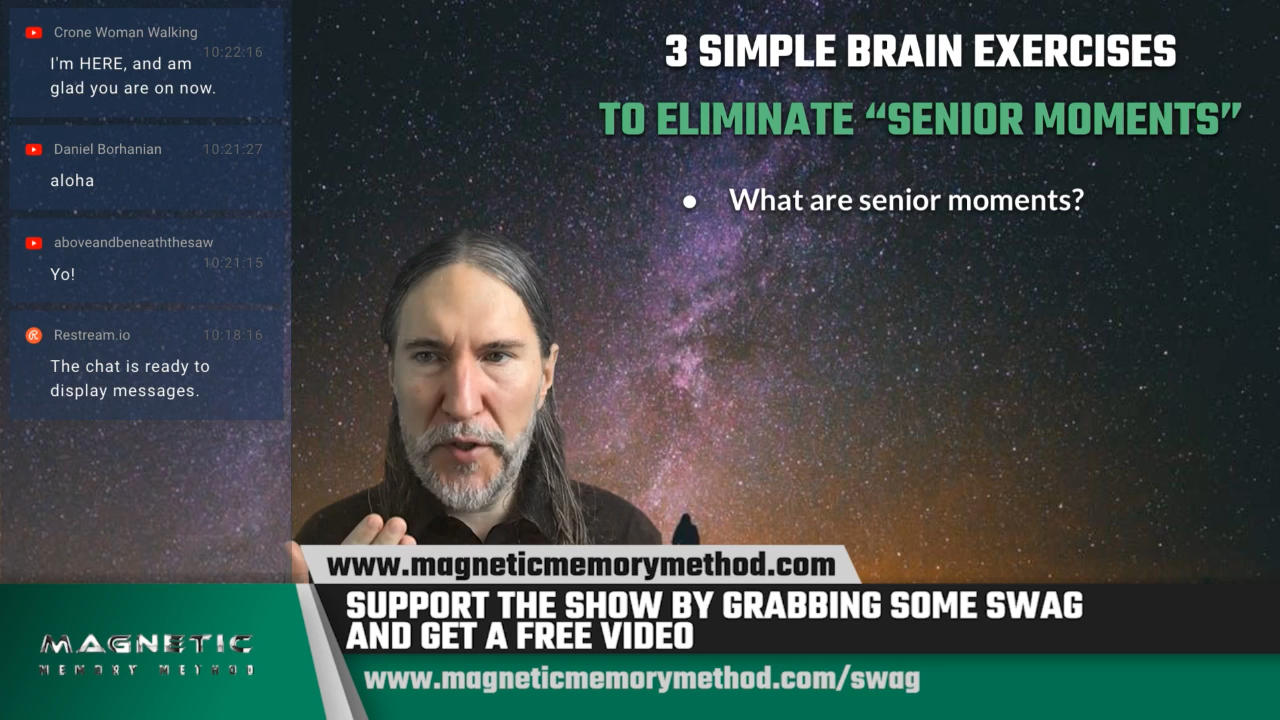 Crone Woman Walking
10:22:16
I'm HERE, and am
glad you are on now.
Daniel Borhanian 10:21:27
aloha
aboveandbeneaththesaw
10:21:15
Yo!
Restream.io 10:18:16
The chat is ready to
display messages.
3 SIMPLE BRAIN EXERCISES
TO ELIMINATE “SENIOR MOMENTS”
• What are senior moments?
www.magneticmemorymethod.com
SUPPORT THE SHOW BY GRABBING SOME SWAG
AND GET A FREE VIDEO
www.magneticmemorymethod.com/swag
MAGNETIC
MEMORY METHOD